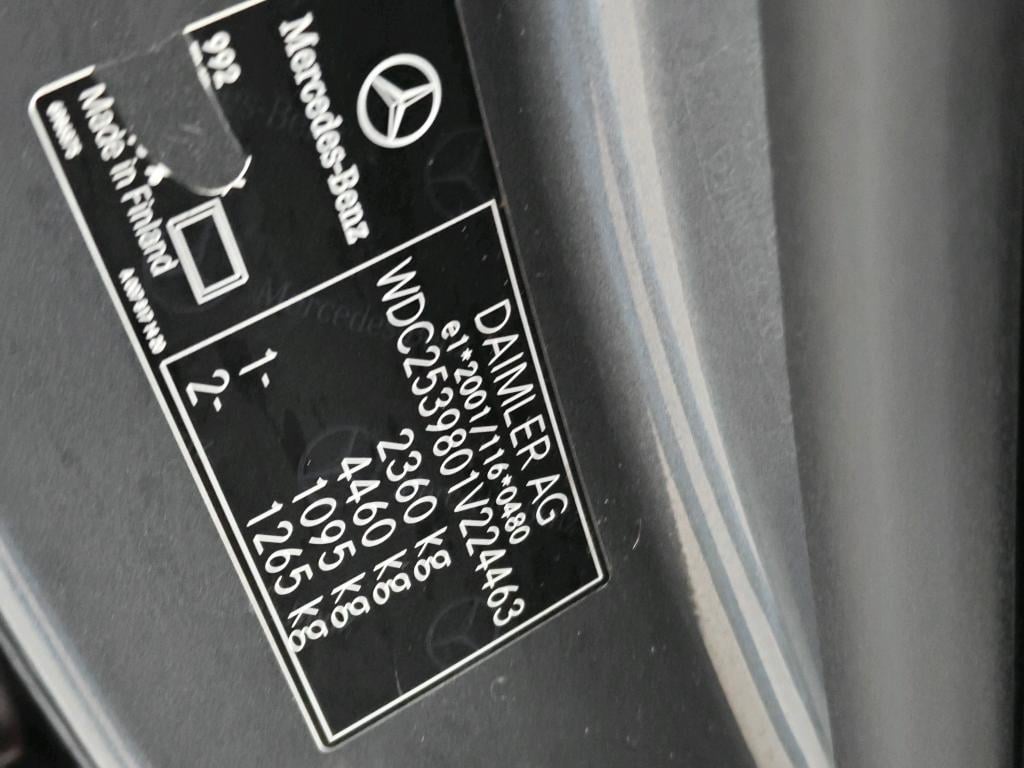 DAIMLER AG
e1*2001/116*0480
WDC2539801V224463
2360 kg
4460 kg
1- 1095 kg
2- 1265 kg
Mercedes-Benz
992
Made in Finland